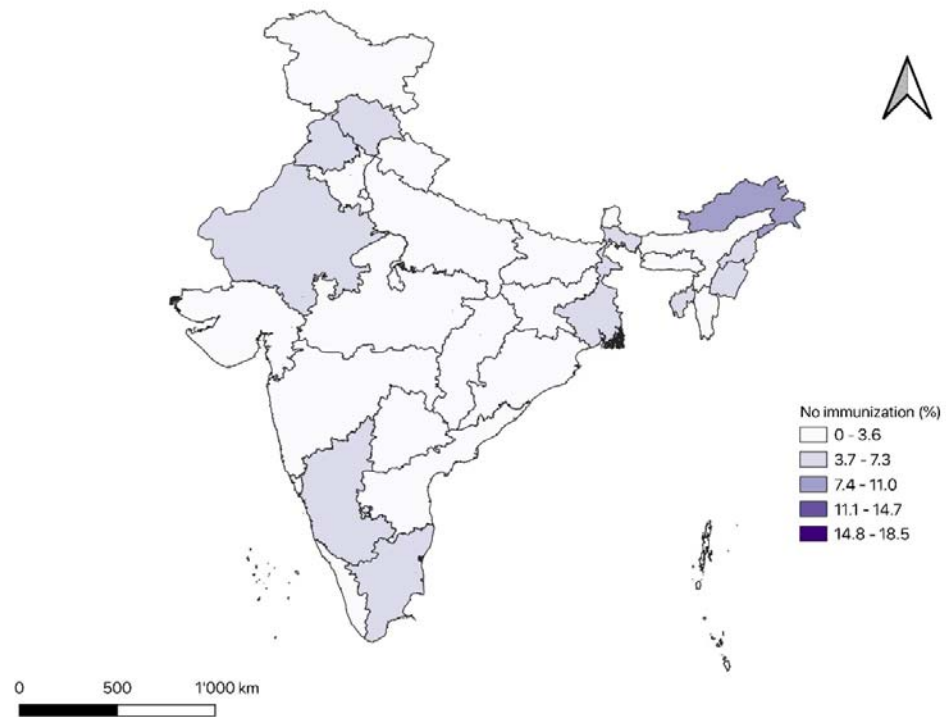 No immunization (%)
0 - 3.6
3.7 - 7.3
7.4 - 11.0
11.1 - 14.7
14.8 - 18.5
0 500 1'000 km